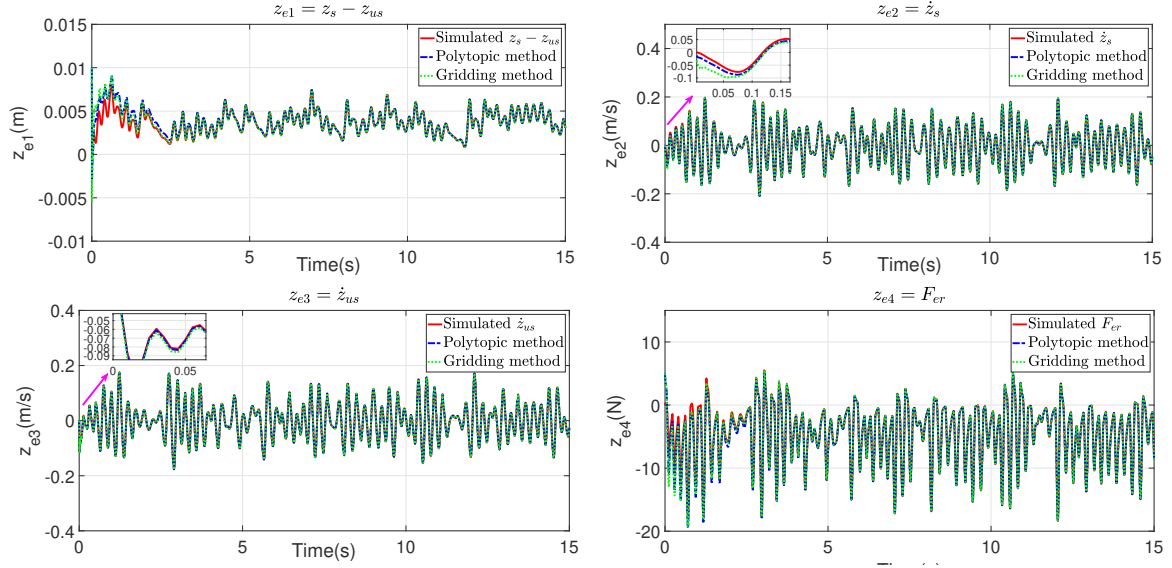 z_{e1} = z_s − z_{us}
0.015
0.01
0.005
0
-0.005
-0.01
z_{e1}(m)
Simulated z_s − z_{us}
Polytopic method
Gridding method
0 5 10 15
Time(s)
z_{e2} = ż_s
0.4
0.2
0
-0.2
-0.4
z_{e2}(m/s)
0.05
0
-0.05
-0.1
0.05 0.1 0.15
Simulated ż_s
Polytopic method
Gridding method
0 5 10 15
Time(s)
z_{e3} = ż_{us}
0.4
0.2
0
-0.2
-0.4
z_{e3}(m/s)
-0.05
-0.06
-0.07
-0.08
-0.09
0 0.05
Simulated ż_{us}
Polytopic method
Gridding method
0 5 10 15
Time(s)
z_{e4} = F_{er}
10
0
-10
-20
z_{e4}(N)
Simulated F_{er}
Polytopic method
Gridding method
0 5 10 15
Time(s)